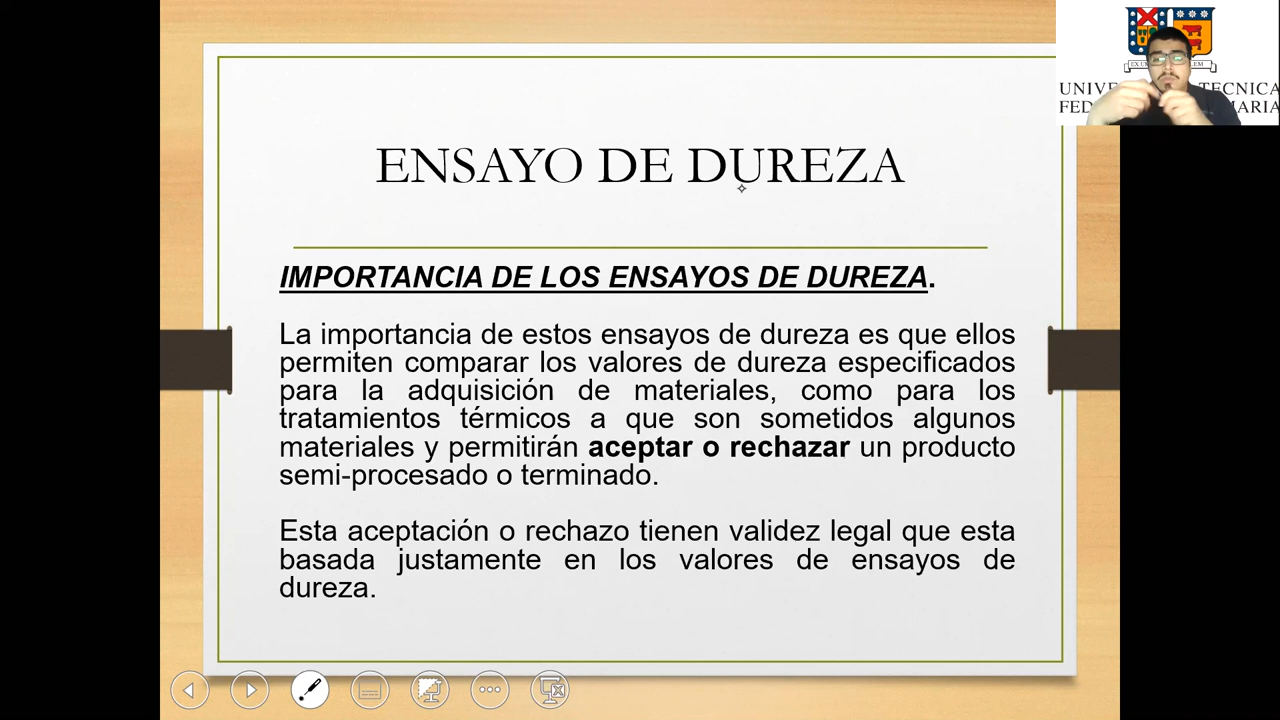 UNIVE TECNICA
FED MARIA
ENSAYO DE DUREZA
IMPORTANCIA DE LOS ENSAYOS DE DUREZA.
La importancia de estos ensayos de dureza es que ellos
permiten comparar los valores de dureza especificados
para la adquisición de materiales, como para los
tratamientos térmicos a que son sometidos algunos
materiales y permitirán aceptar o rechazar un producto
semi-procesado o terminado.
Esta aceptación o rechazo tienen validez legal que esta
basada justamente en los valores de ensayos de
dureza.